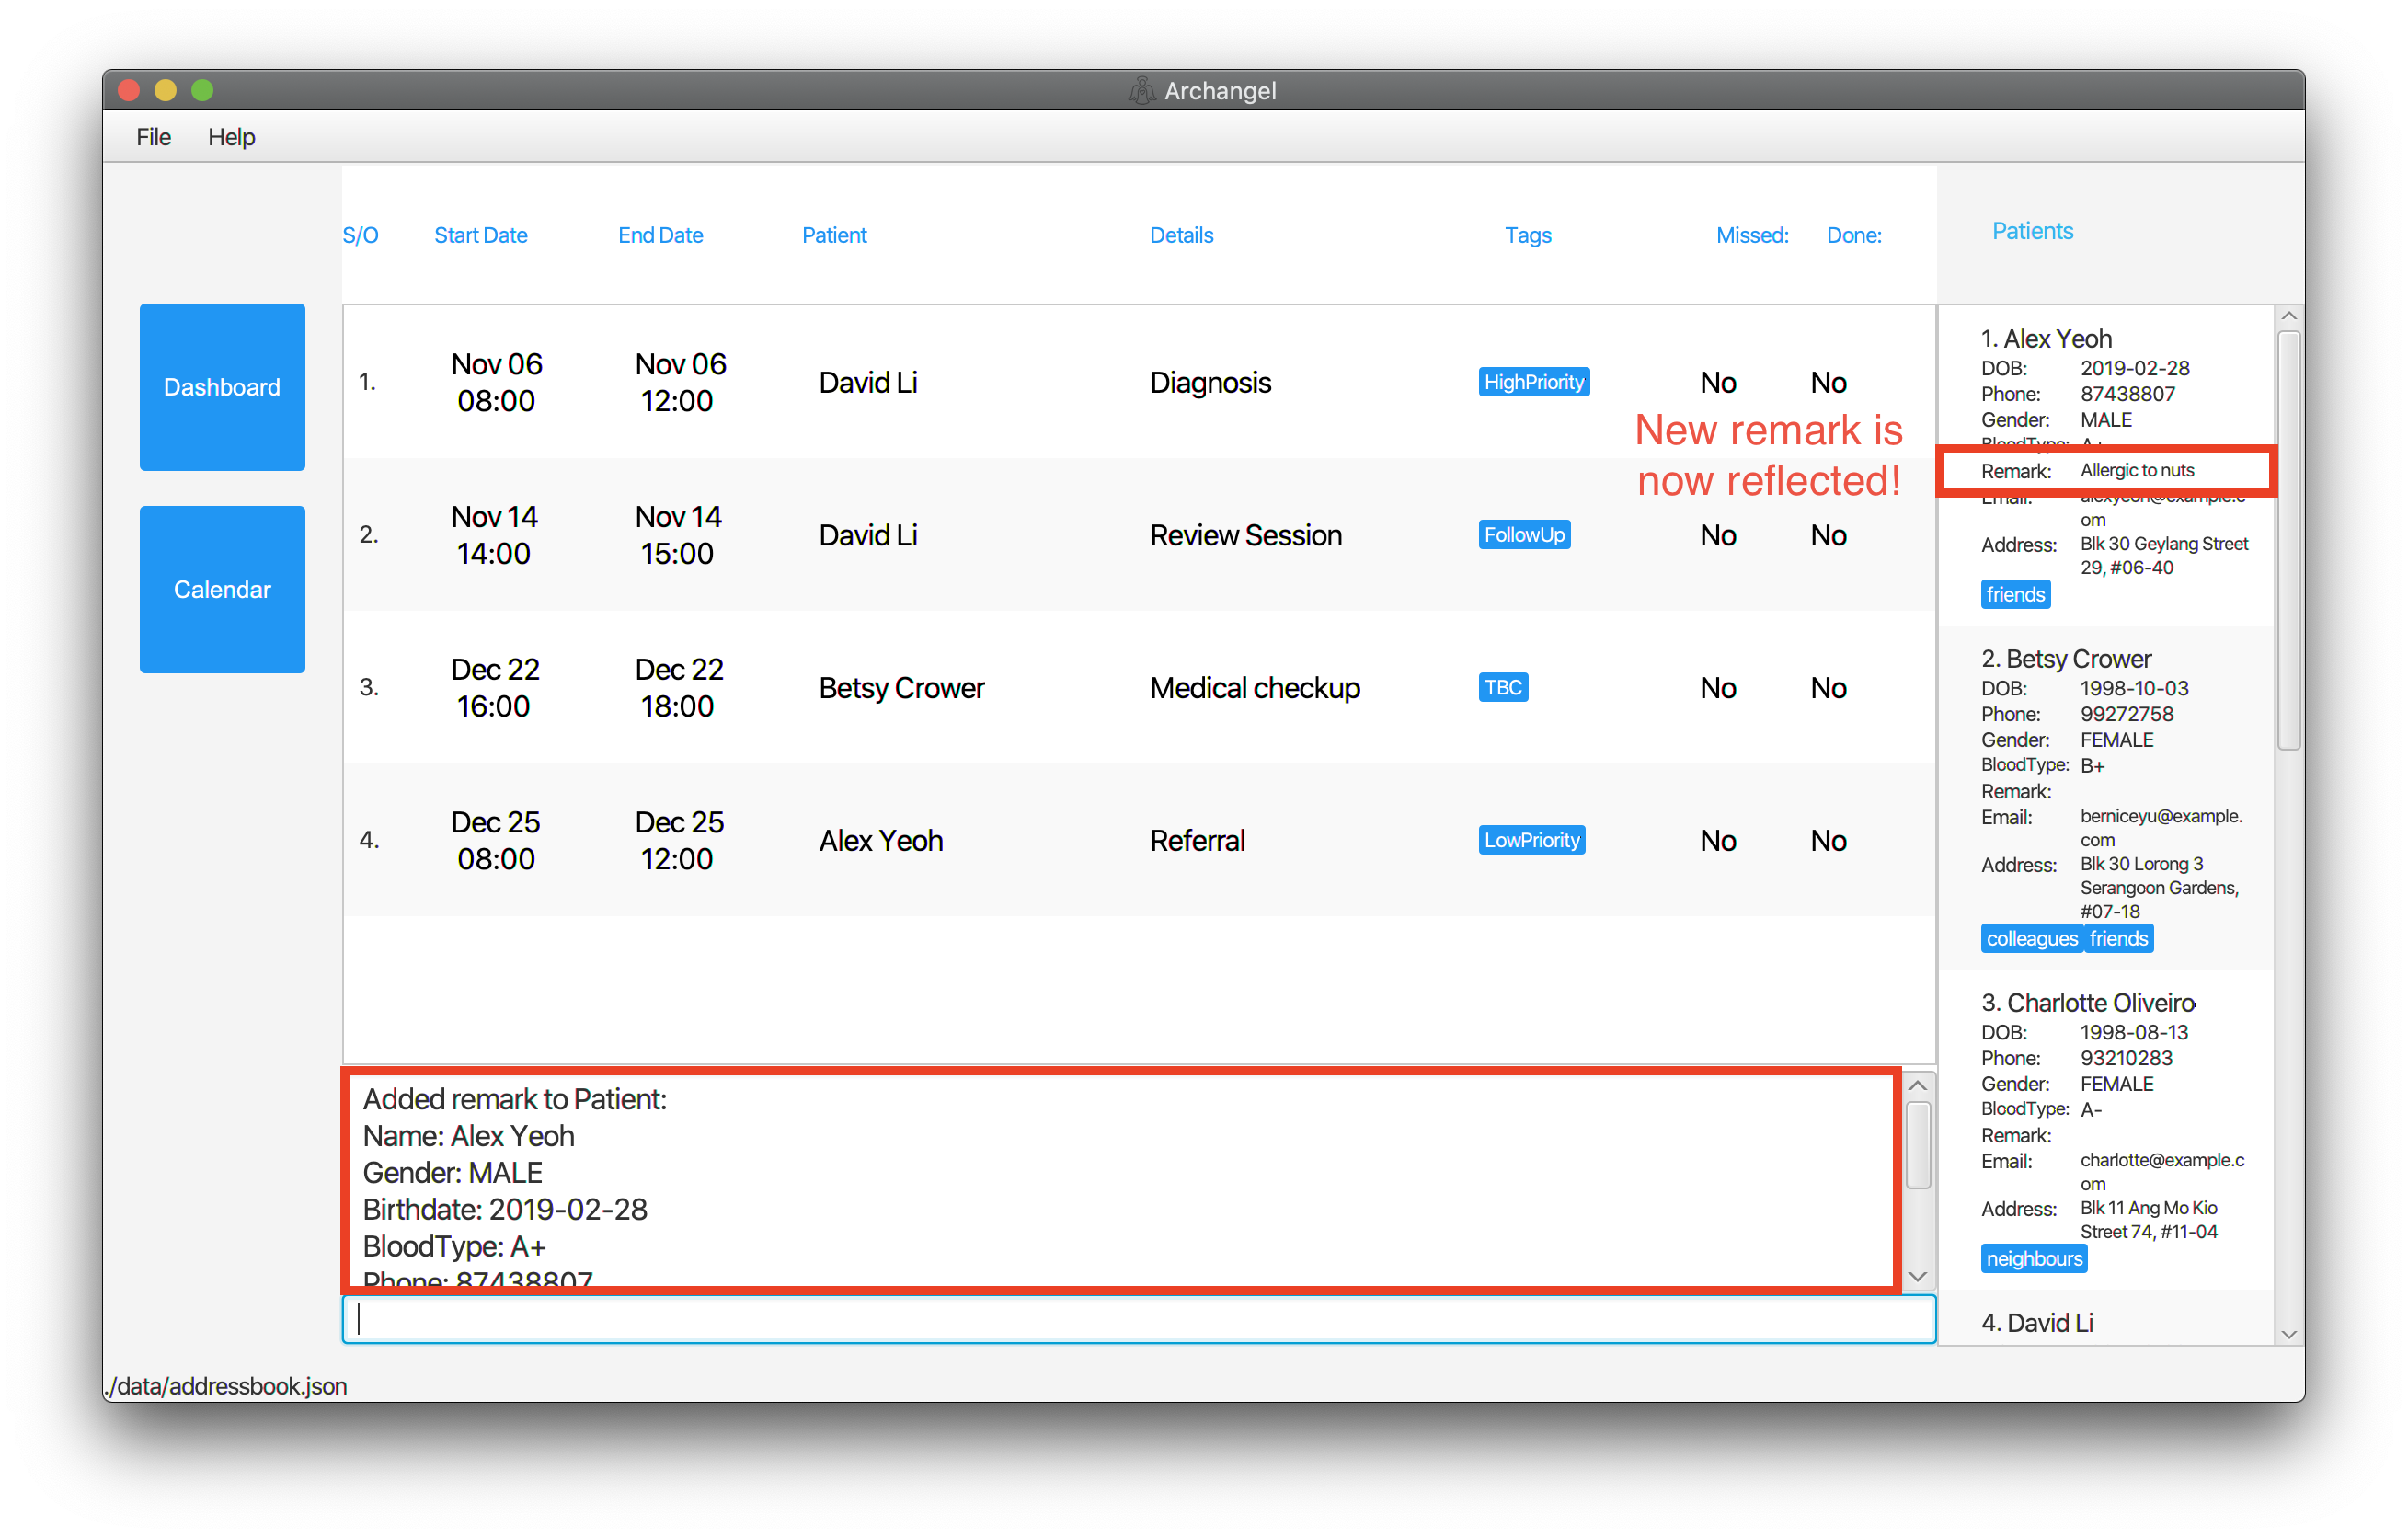 Archangel
File Help
S/O Start Date End Date Patient Details Tags Missed: Done:
Patients
Dashboard
Calendar
1. Nov 06 08:00 Nov 06 12:00 David Li Diagnosis HighPriority No No
New remark is
now reflected!
2. Nov 14 14:00 Nov 14 15:00 David Li Review Session FollowUp No No
3. Dec 22 16:00 Dec 22 18:00 Betsy Crower Medical checkup TBC No No
4. Dec 25 08:00 Dec 25 12:00 Alex Yeoh Referral LowPriority No No
1. Alex Yeoh
DOB: 2019-02-28
Phone: 87438807
Gender: MALE
BloodType: A+
Remark: Allergic to nuts
Email: alexyeoh@example.c
om
Address: Blk 30 Geylang Street
29, #06-40
friends
2. Betsy Crower
DOB: 1998-10-03
Phone: 99272758
Gender: FEMALE
BloodType: B+
Remark:
Email: berniceyu@example.
com
Address: Blk 30 Lorong 3
Serangoon Gardens,
#07-18
colleagues friends
3. Charlotte Oliveiro
DOB: 1998-08-13
Phone: 93210283
Gender: FEMALE
BloodType: A-
Remark:
Email: charlotte@example.c
om
Address: Blk 11 Ang Mo Kio
Street 74, #11-04
neighbours
4. David Li
Added remark to Patient:
Name: Alex Yeoh
Gender: MALE
Birthdate: 2019-02-28
BloodType: A+
Phone: 87438807
./data/addressbook.json